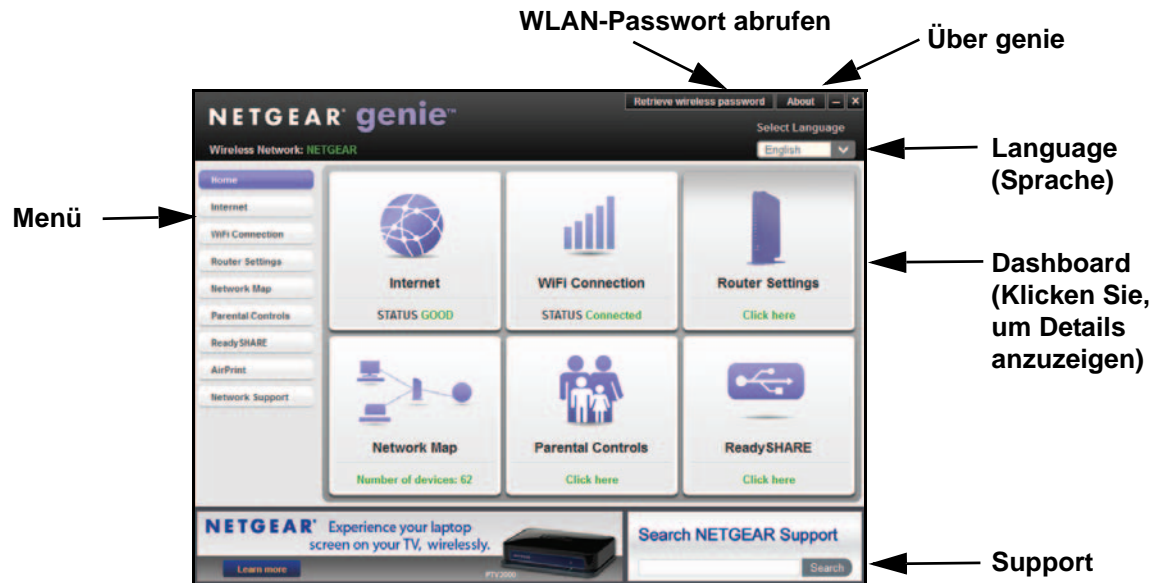 WLAN-Passwort abrufen
Über genie
Retrieve wireless password
About
NETGEAR® genie™
Select Language
Wireless Network: NETGEAR
English
Language
(Sprache)
Menü
Home
Internet
WiFi Connection
Router Settings
Network Map
Parental Controls
ReadySHARE
AirPrint
Network Support
Internet
STATUS GOOD
WiFi Connection
STATUS Connected
Router Settings
Click here
Dashboard
(Klicken Sie,
um Details
anzuzeigen)
Network Map
Number of devices: 62
Parental Controls
Click here
ReadySHARE
Click here
NETGEAR®
Experience your laptop
screen on your TV, wirelessly.
Learn more
PTV2000
Search NETGEAR Support
Search
Support